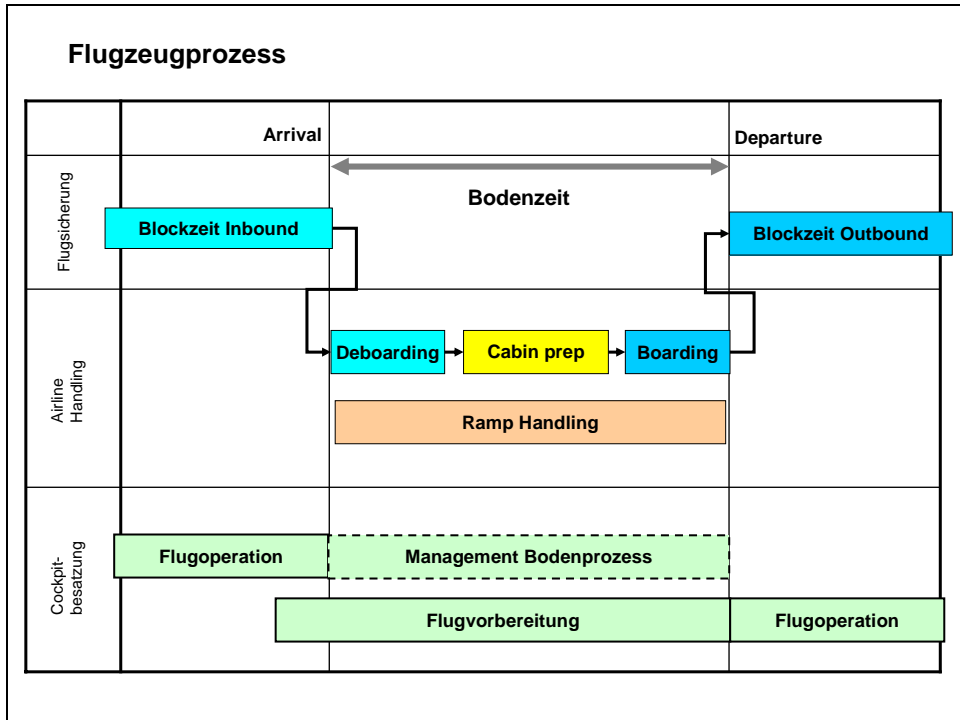 Flugzeugprozess
Arrival
Departure
Flugsicherung
Bodenzeit
Blockzeit Inbound
Blockzeit Outbound
Airline
Handling
Deboarding
Cabin prep
Boarding
Ramp Handling
Cockpit-
besatzung
Flugoperation
Management Bodenprozess
Flugvorbereitung
Flugoperation